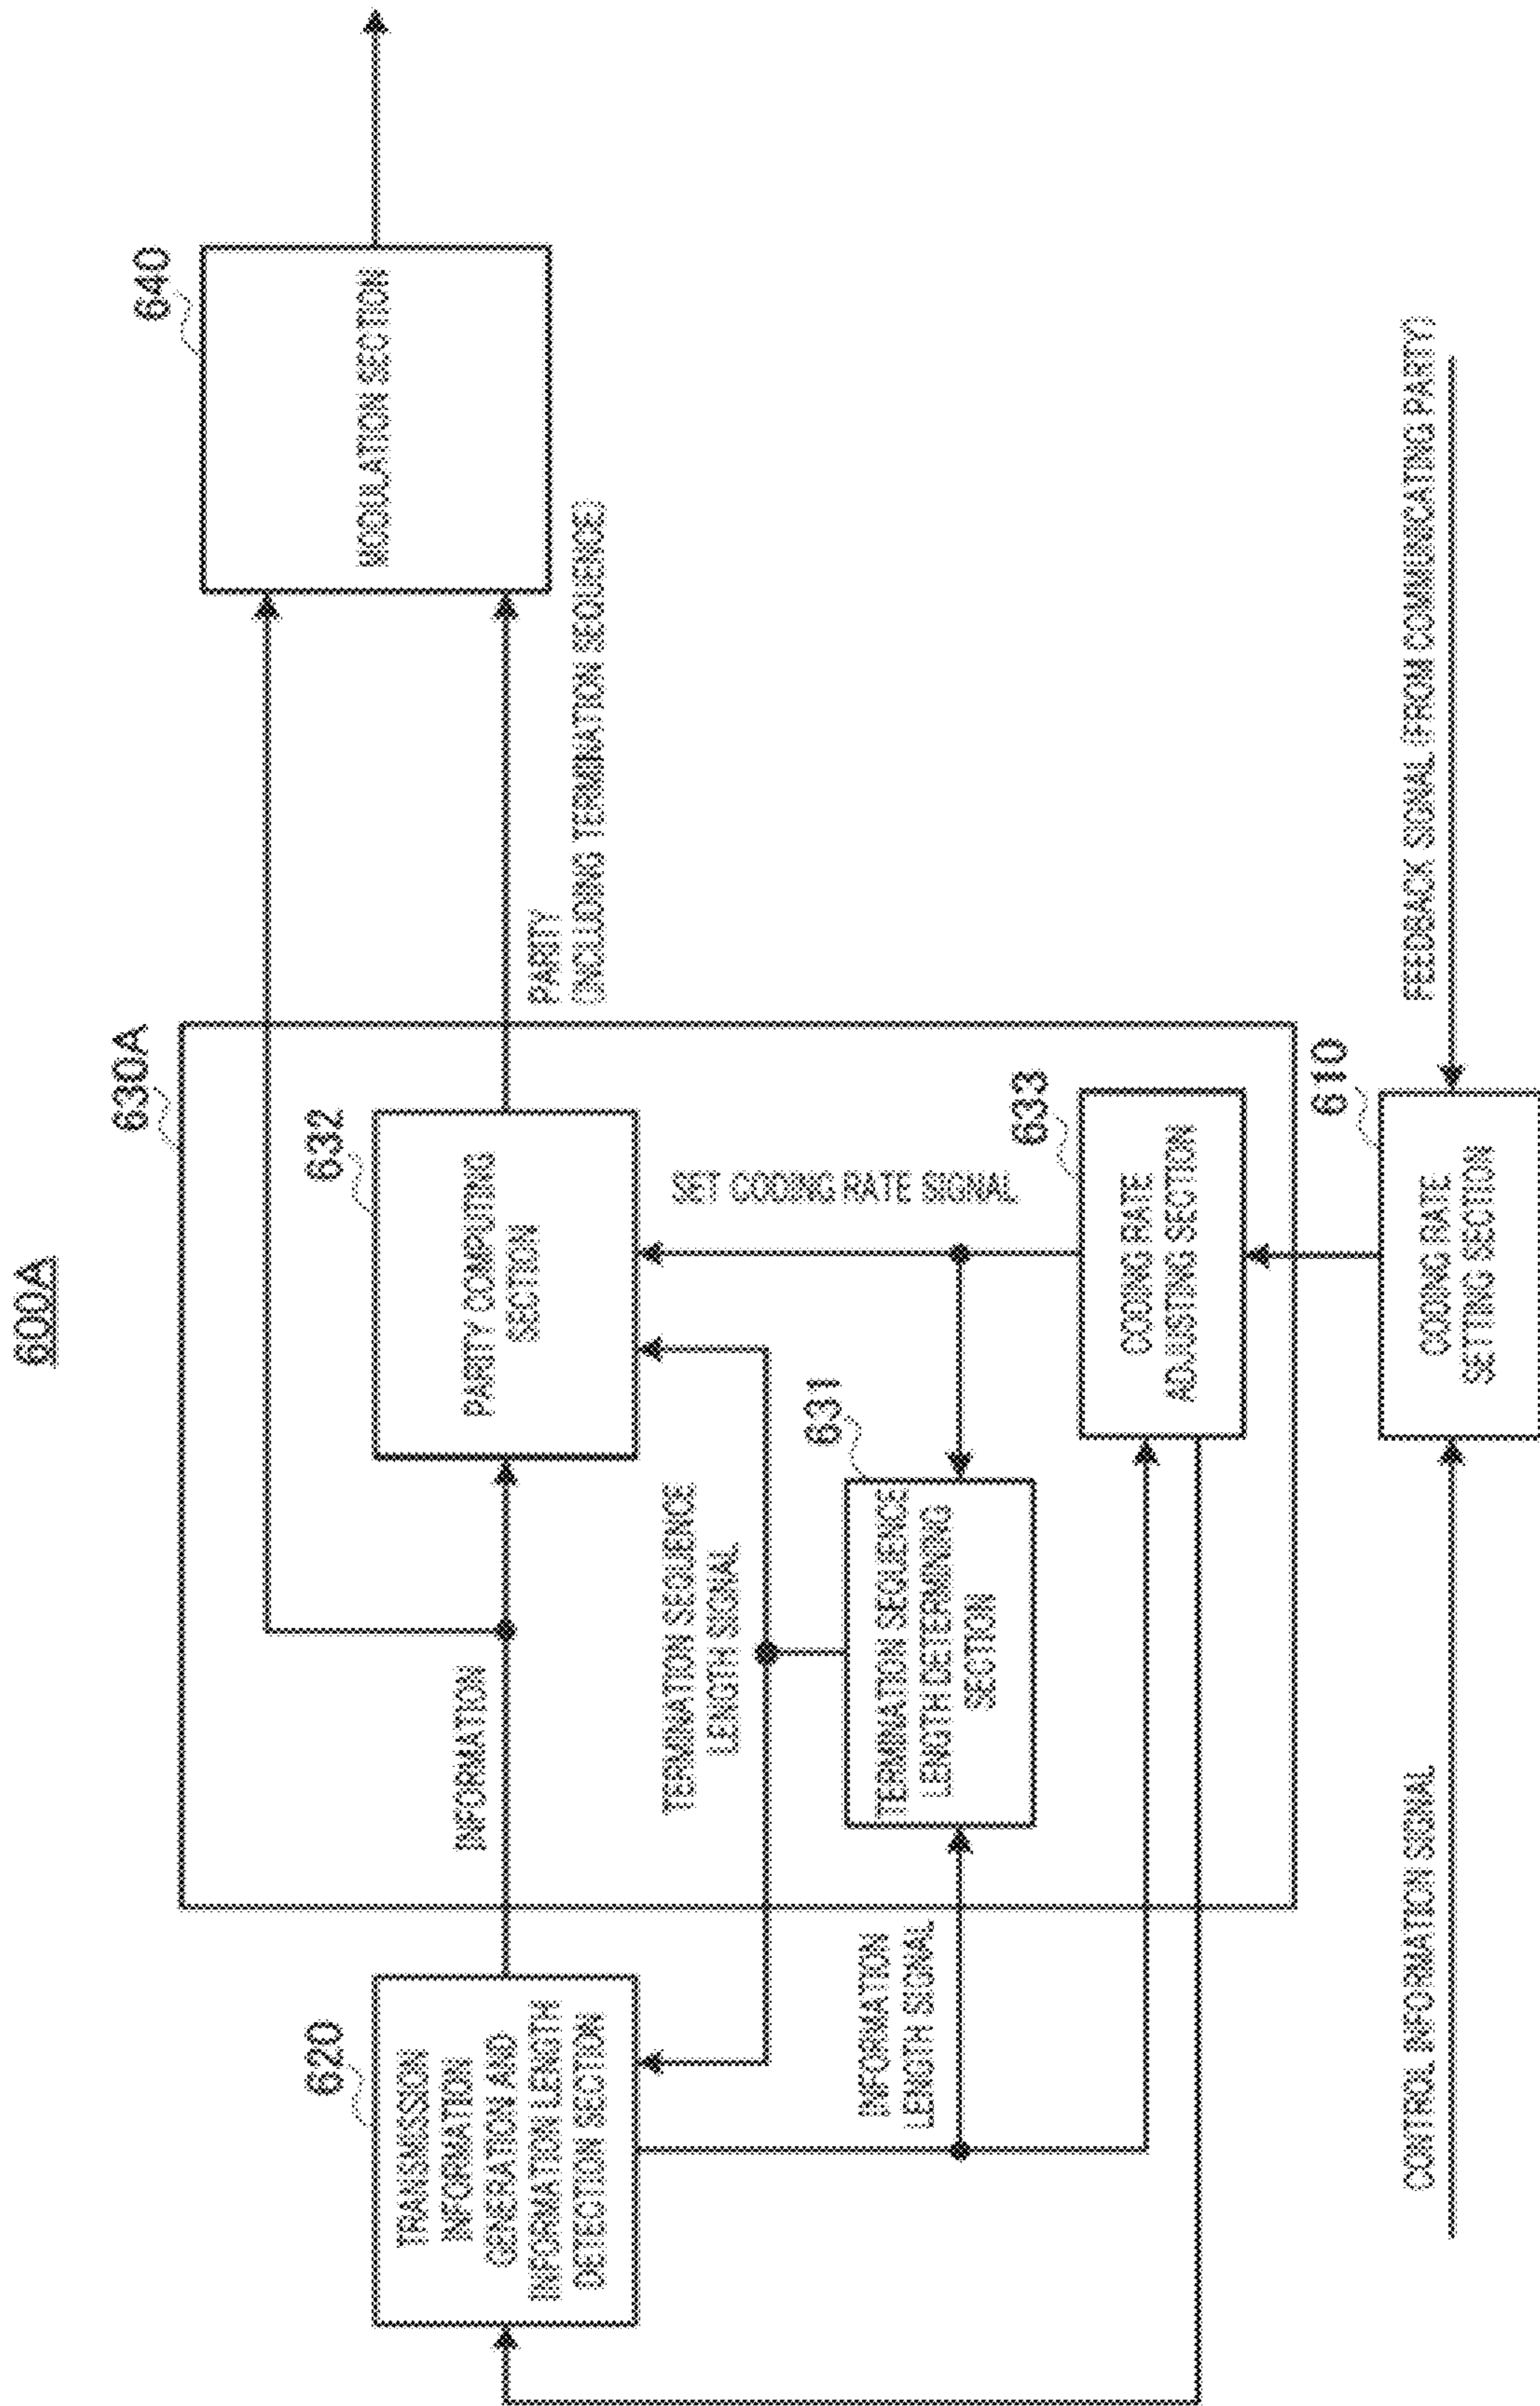 600A
620
TRANSMISSION
INFORMATION
GENERATION AND
INFORMATION LENGTH
DETECTION SECTION
INFORMATION
630A
632
PARITY COMPUTING
SECTION
640
MODULATION SECTION
PARITY
(INCLUDING TERMINATION SEQUENCE)
TERMINATION SEQUENCE
LENGTH SIGNAL
SET CODING RATE SIGNAL
631
TERMINATION SEQUENCE
LENGTH DETERMINING
SECTION
INFORMATION
LENGTH SIGNAL
633
CODING RATE
ADJUSTING SECTION
610
CODING RATE
SETTING SECTION
CONTROL INFORMATION SIGNAL
FEEDBACK SIGNAL (FROM COMMUNICATING PARTY)